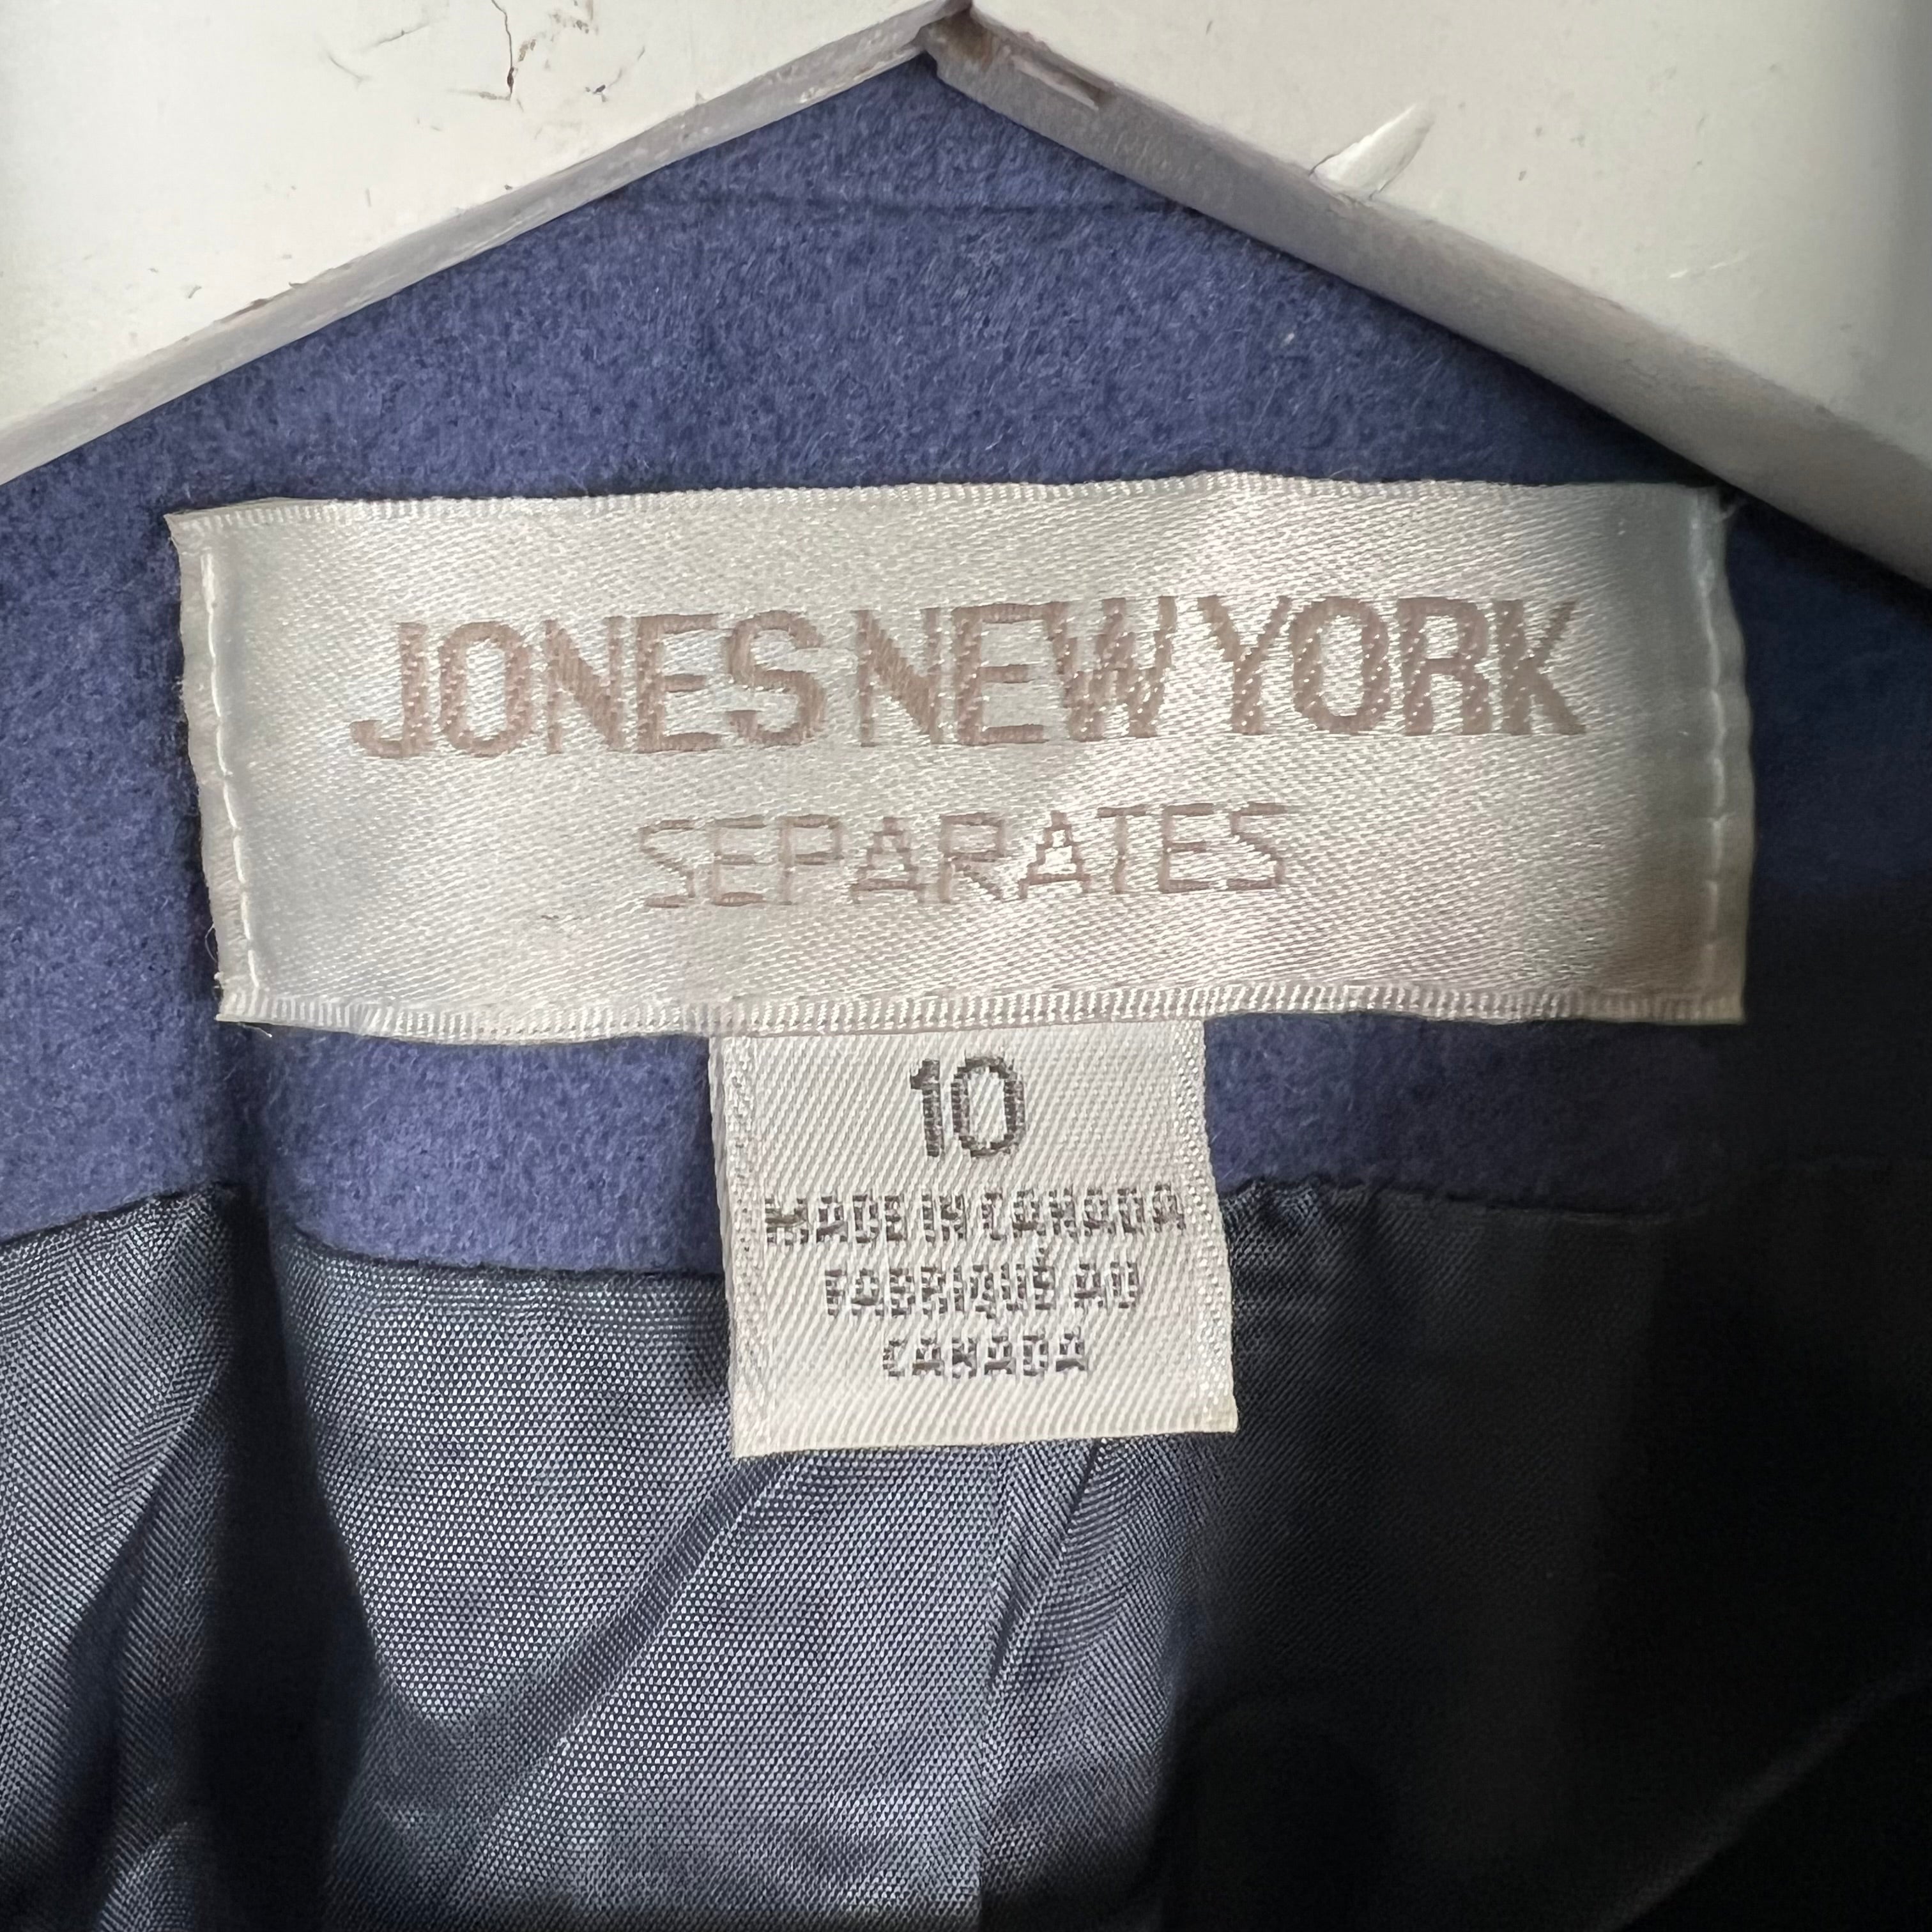 JONES NEW YORK
SEPARATES
10
MADE IN CANADA
FABRIQUÉ AU
CANADA